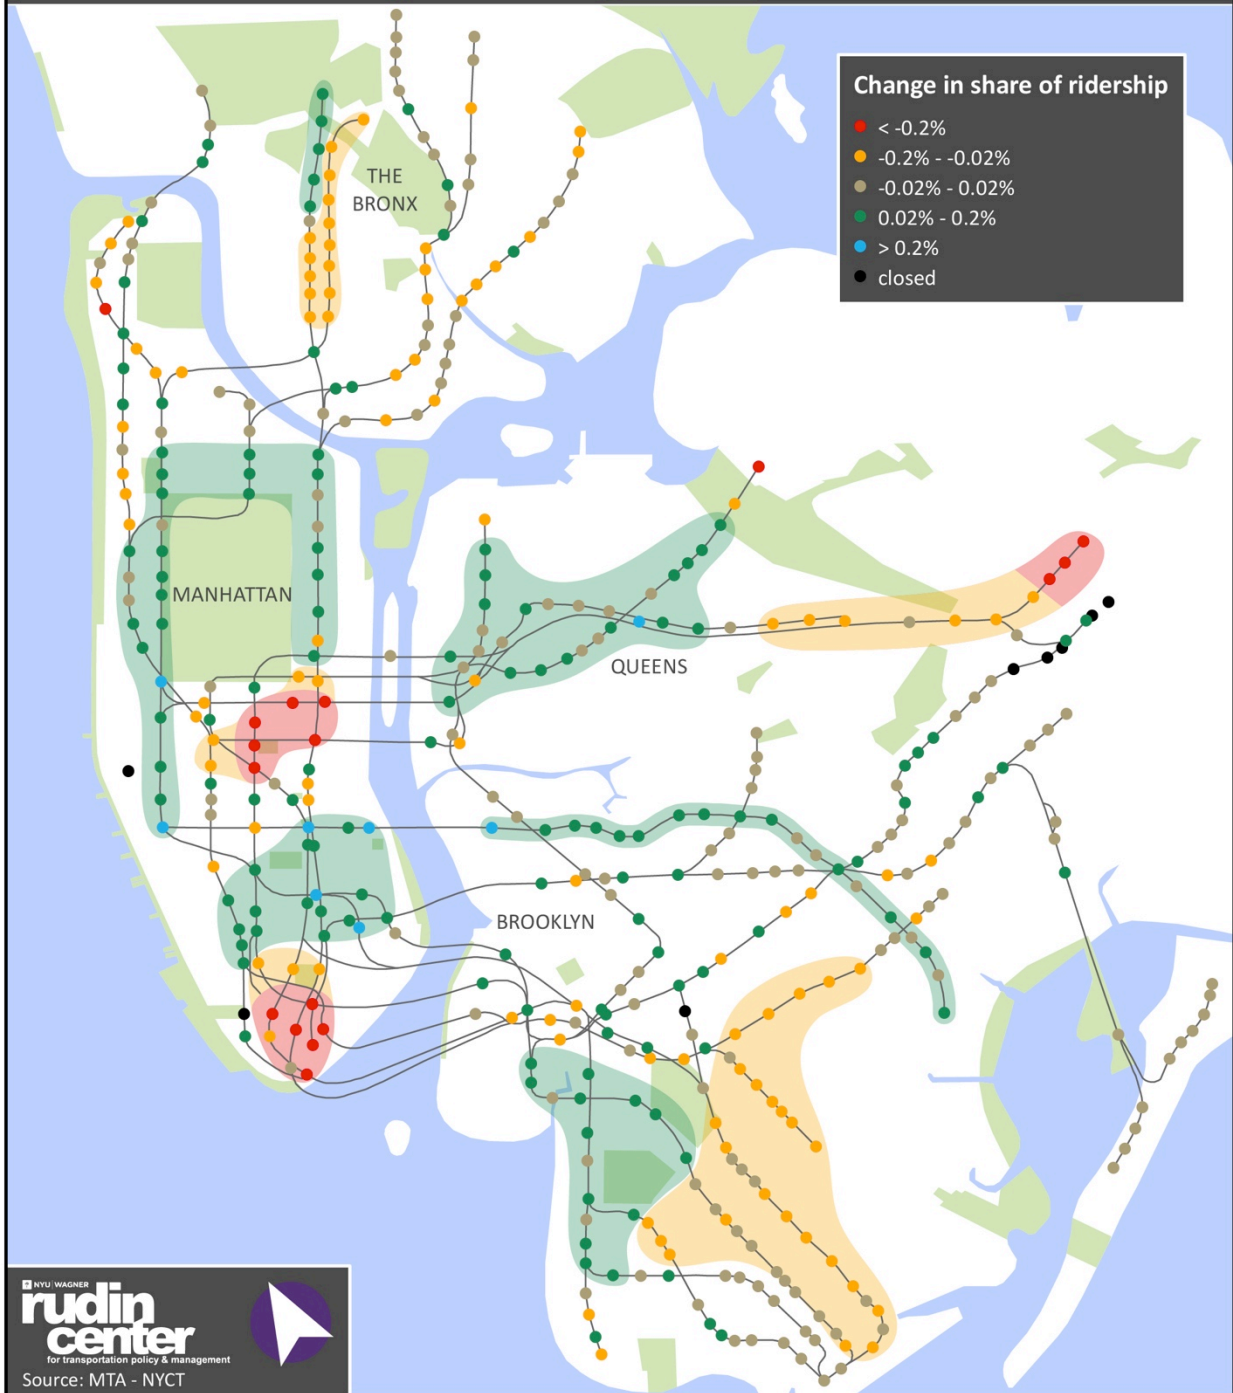 Change in share of ridership
< -0.2%
-0.2% - -0.02%
-0.02% - 0.02%
0.02% - 0.2%
> 0.2%
closed
THE
BRONX
MANHATTAN
QUEENS
BROOKLYN
NYU WAGNER
rudin
center
for transportation policy & management
Source: MTA - NYCT